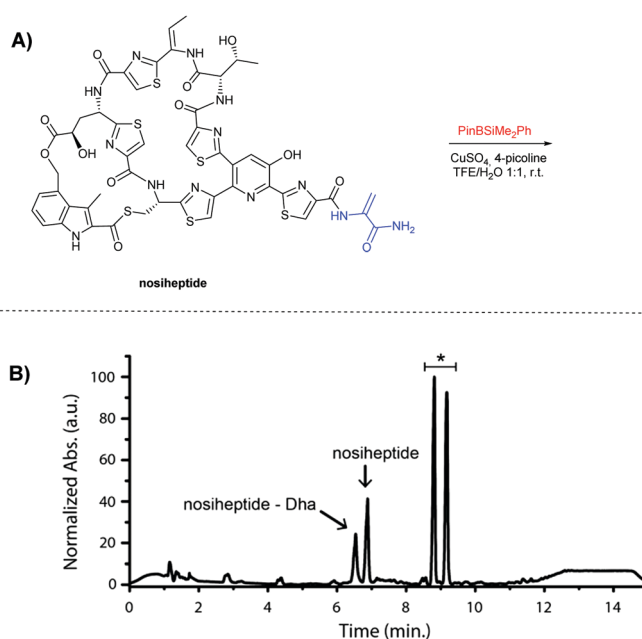 A)
HO
O
N
S
NH
O
HN
O
NH
O
S
N
N
S
OH
O
O
OH
O
NH
N
S
N
N
S
O
HN
NH₂
O
S
O
N
H
nosiheptide
PinBSiMe₂Ph
CuSO₄, 4-picoline
TFE/H₂O 1:1, r.t.
B)
Normalized Abs. (a.u.)
100
80
60
40
20
0
*
nosiheptide
nosiheptide - Dha
0 2 4 6 8 10 12 14
Time (min.)